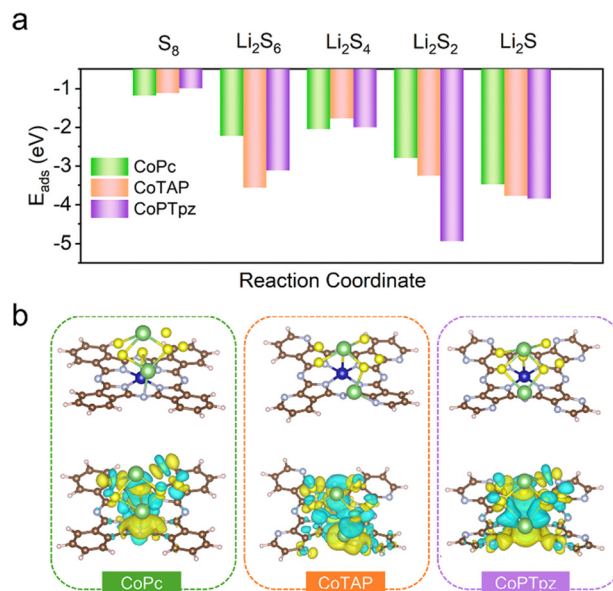 a
S₈ Li₂S₆ Li₂S₄ Li₂S₂ Li₂S
-1
-2
-3
-4
-5
E_ads (eV)
CoPc
CoTAP
CoPTpz
Reaction Coordinate
b
CoPc CoTAP CoPTpz